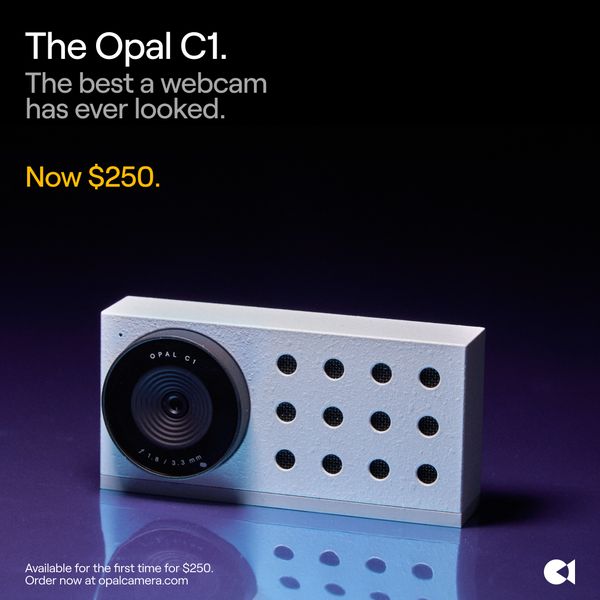 The Opal C1.
The best a webcam
has ever looked.
Now $250.
OPAL C1
ƒ 1.8 / 3.3 mm
Available for the first time for $250.
Order now at opalcamera.com